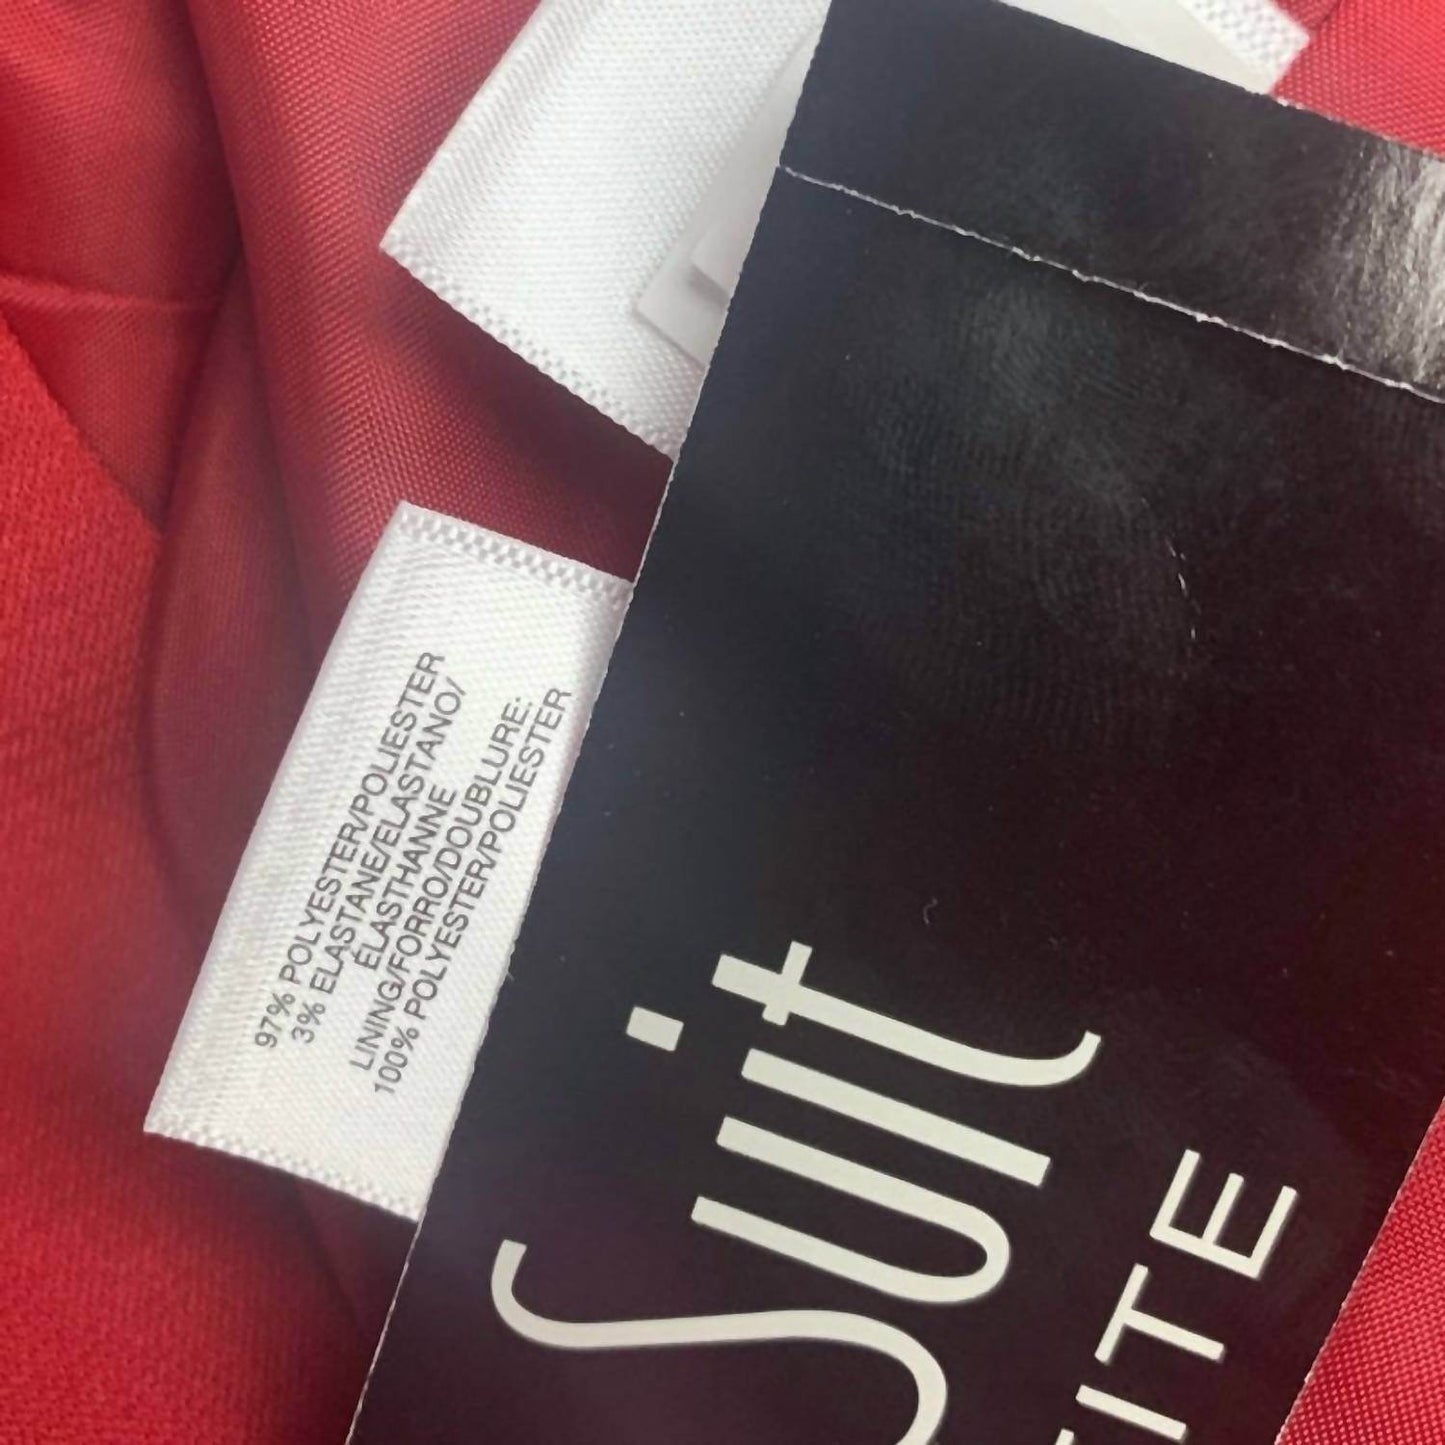 97% POLYESTER/POLIESTER
3% ELASTANE/ELASTANO/
ÉLASTHANNE
LINING/FORRO/DOUBLURE:
100% POLYESTER/POLIESTER
Suit
ITE